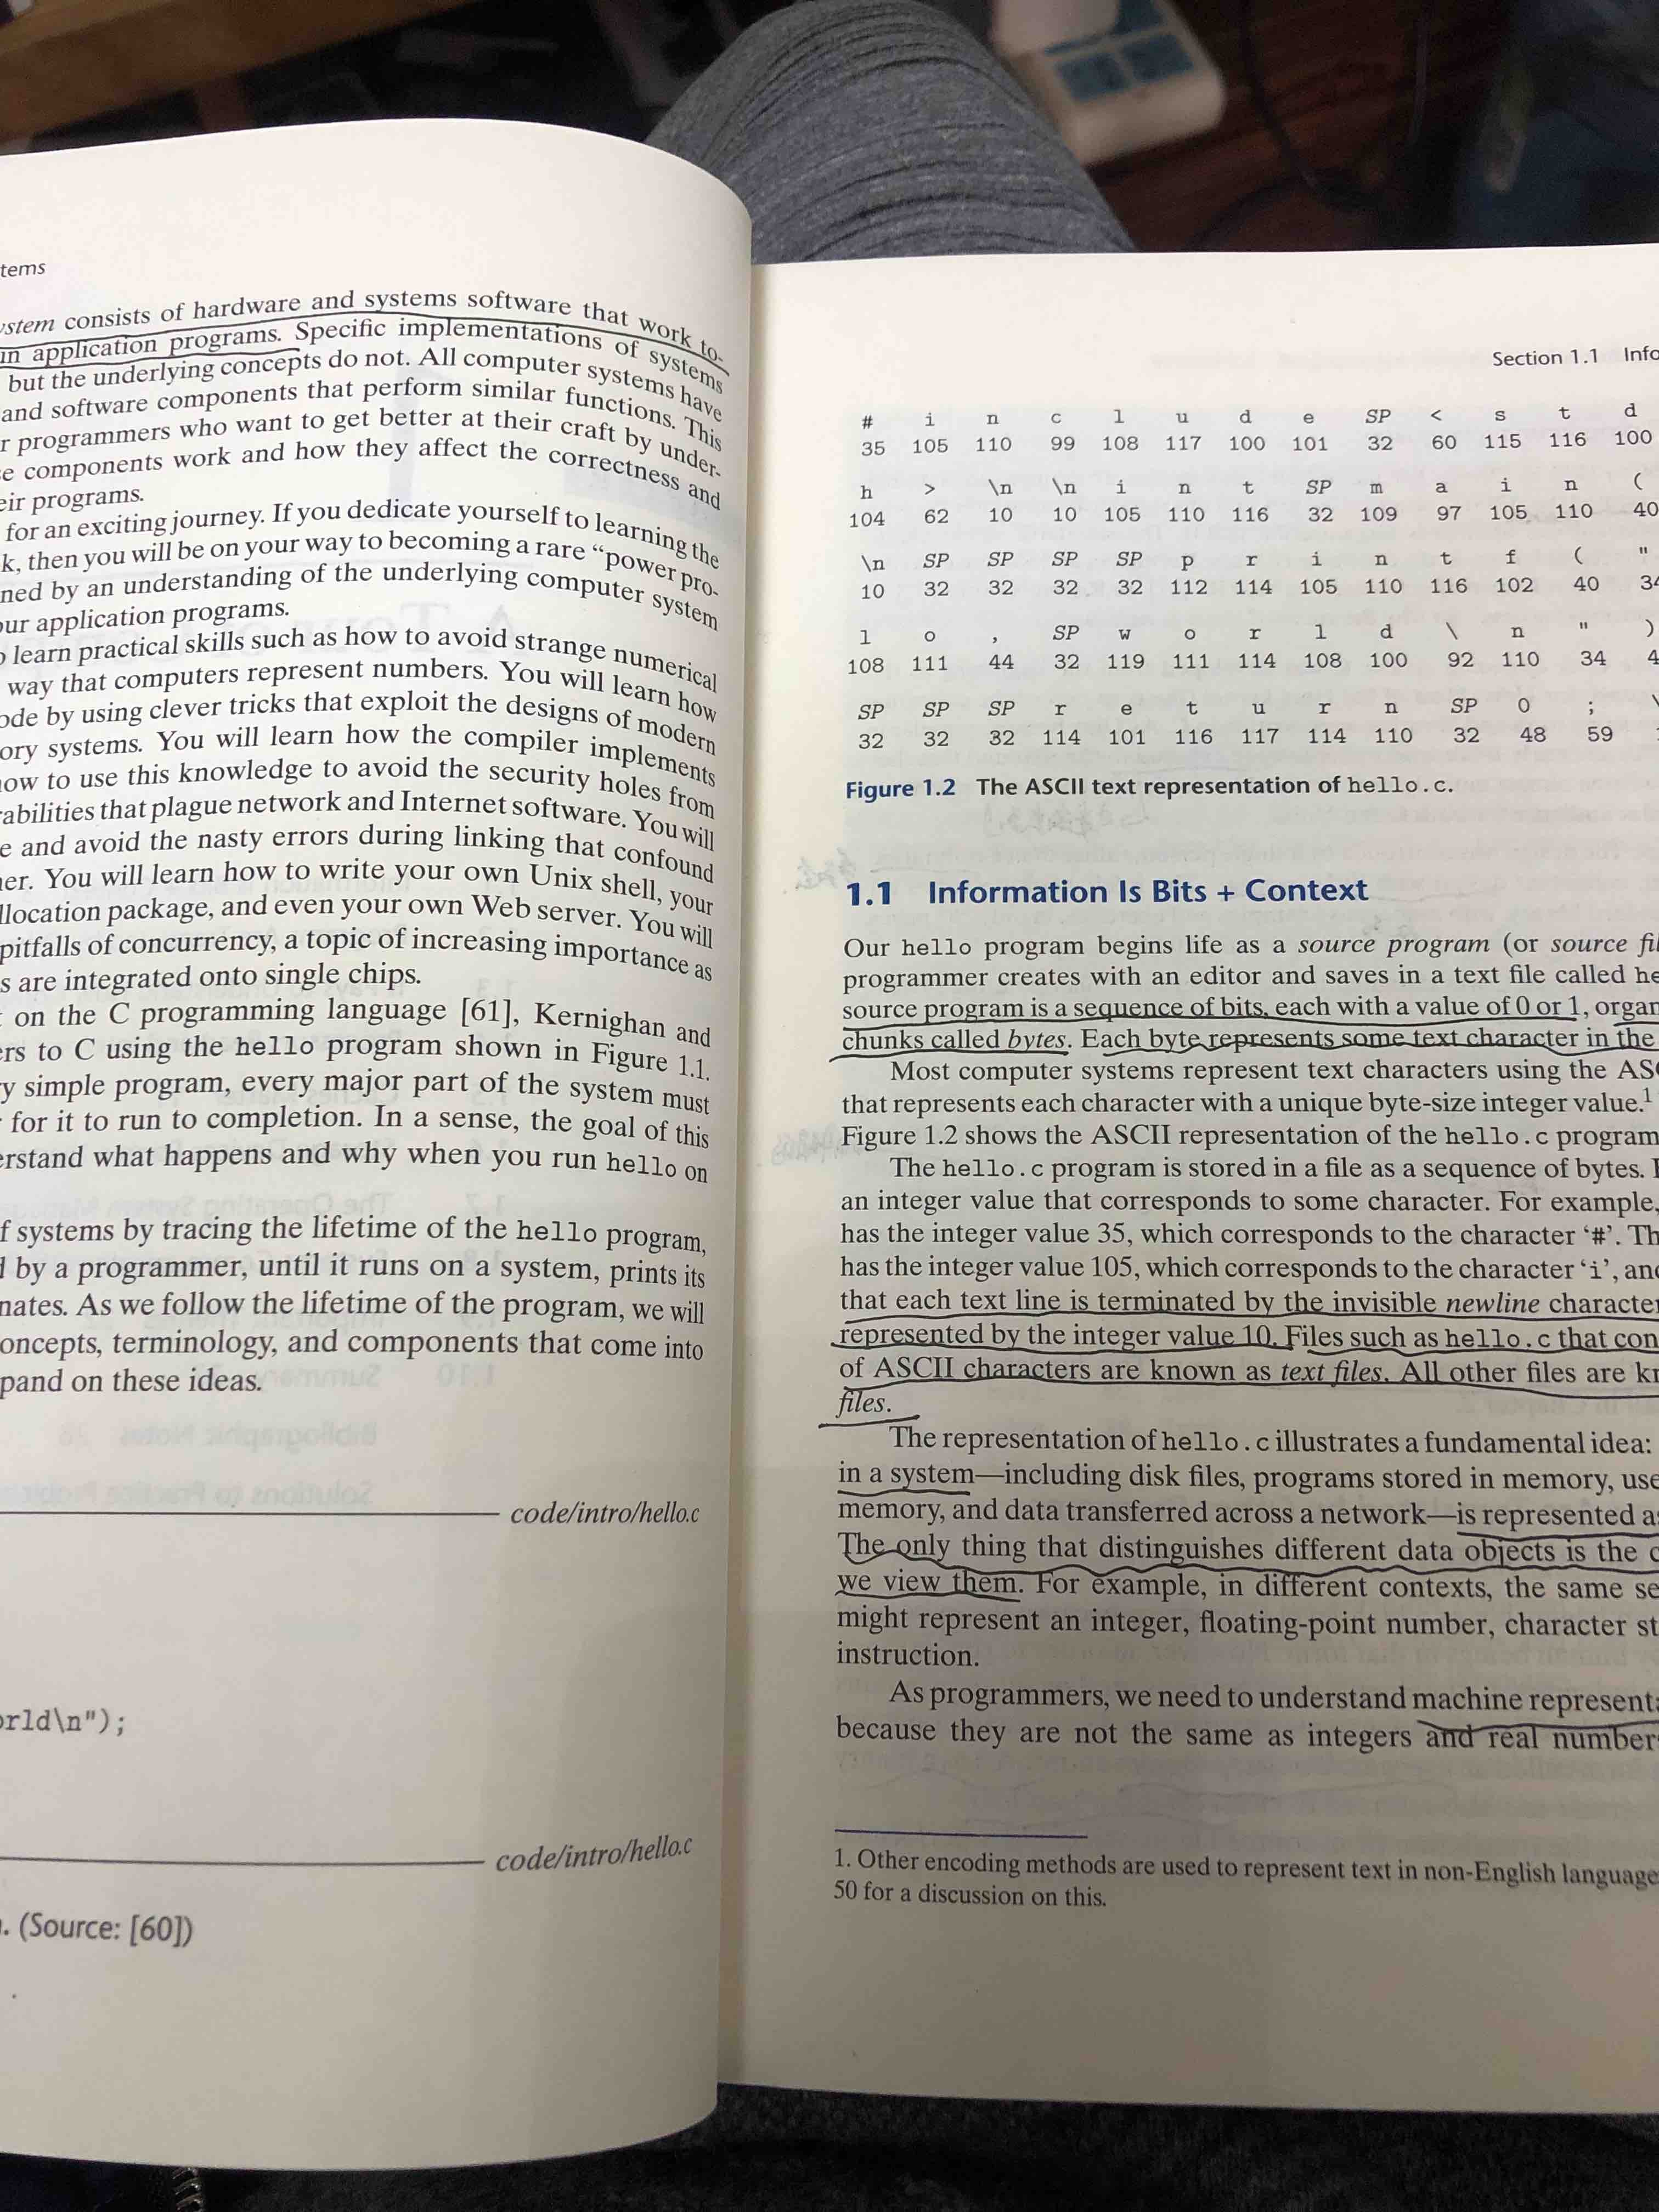 tems
ystem consists of hardware and systems software that work to-
in application programs. Specific implementations of systems
but the underlying concepts do not. All computer systems have
and software components that perform similar functions. This
r programmers who want to get better at their craft by under-
e components work and how they affect the correctness and
eir programs.
for an exciting journey. If you dedicate yourself to learning the
k, then you will be on your way to becoming a rare “power pro-
ned by an understanding of the underlying computer system
our application programs.
o learn practical skills such as how to avoid strange numerical
way that computers represent numbers. You will learn how
ode by using clever tricks that exploit the designs of modern
ory systems. You will learn how the compiler implements
now to use this knowledge to avoid the security holes from
rabilities that plague network and Internet software. You will
e and avoid the nasty errors during linking that confound
ner. You will learn how to write your own Unix shell, your
llocation package, and even your own Web server. You will
pitfalls of concurrency, a topic of increasing importance as
s are integrated onto single chips.
t on the C programming language [61], Kernighan and
ers to C using the hello program shown in Figure 1.1.
y simple program, every major part of the system must
r for it to run to completion. In a sense, the goal of this
erstand what happens and why when you run hello on
f systems by tracing the lifetime of the hello program,
d by a programmer, until it runs on a system, prints its
nates. As we follow the lifetime of the program, we will
oncepts, terminology, and components that come into
pand on these ideas.
code/intro/hello.c
orld\n");
code/intro/hello.c
. (Source: [60])
Section 1.1 Info
# i n c l u d e SP < s t d
35 105 110 99 108 117 100 101 32 60 115 116 100
h > \n \n i n t SP m a i n (
104 62 10 10 105 110 116 32 109 97 105 110 40
\n SP SP SP SP p r i n t f ( "
10 32 32 32 32 112 114 105 110 116 102 40 34
l o , SP w o r l d \ n " )
108 111 44 32 119 111 114 108 100 92 110 34 4
SP SP SP r e t u r n SP 0 ; \
32 32 32 114 101 116 117 114 110 32 48 59
Figure 1.2 The ASCII text representation of hello.c.
1.1 Information Is Bits + Context
Our hello program begins life as a source program (or source fil
programmer creates with an editor and saves in a text file called he
source program is a sequence of bits, each with a value of 0 or 1, organ
chunks called bytes. Each byte represents some text character in the
Most computer systems represent text characters using the ASC
that represents each character with a unique byte-size integer value.1
Figure 1.2 shows the ASCII representation of the hello.c program
The hello.c program is stored in a file as a sequence of bytes. E
an integer value that corresponds to some character. For example,
has the integer value 35, which corresponds to the character ‘#’. Th
has the integer value 105, which corresponds to the character ‘i’, and
that each text line is terminated by the invisible newline character
represented by the integer value 10. Files such as hello.c that con
of ASCII characters are known as text files. All other files are kn
files.
The representation of hello.c illustrates a fundamental idea:
in a system—including disk files, programs stored in memory, use
memory, and data transferred across a network—is represented as
The only thing that distinguishes different data objects is the c
we view them. For example, in different contexts, the same se
might represent an integer, floating-point number, character st
instruction.
As programmers, we need to understand machine representa
because they are not the same as integers and real number
1. Other encoding methods are used to represent text in non-English language
50 for a discussion on this.